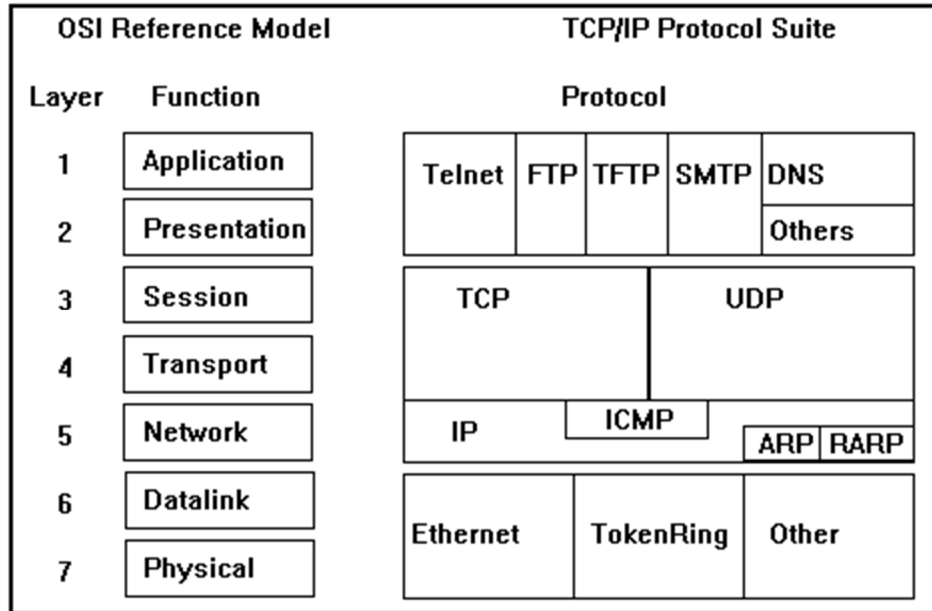 OSI Reference Model TCP/IP Protocol Suite
Layer Function Protocol
1 Application Telnet FTP TFTP SMTP DNS
2 Presentation Others
3 Session TCP UDP
4 Transport
5 Network IP ICMP ARP RARP
6 Datalink
Ethernet TokenRing Other
7 Physical